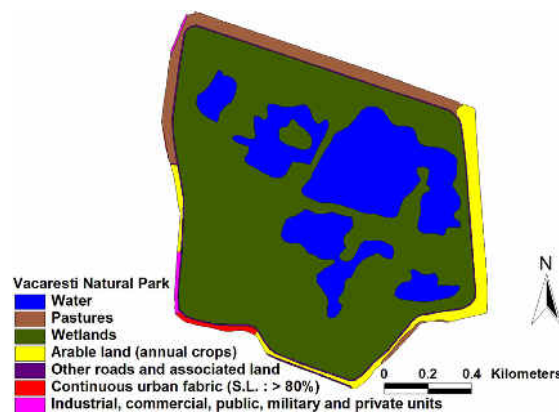 N
Vacaresti Natural Park
Water
Pastures
Wetlands
Arable land (annual crops)
Other roads and associated land
Continuous urban fabric (S.L. : > 80%)
Industrial, commercial, public, military and private units
0 0.2 0.4 Kilometers